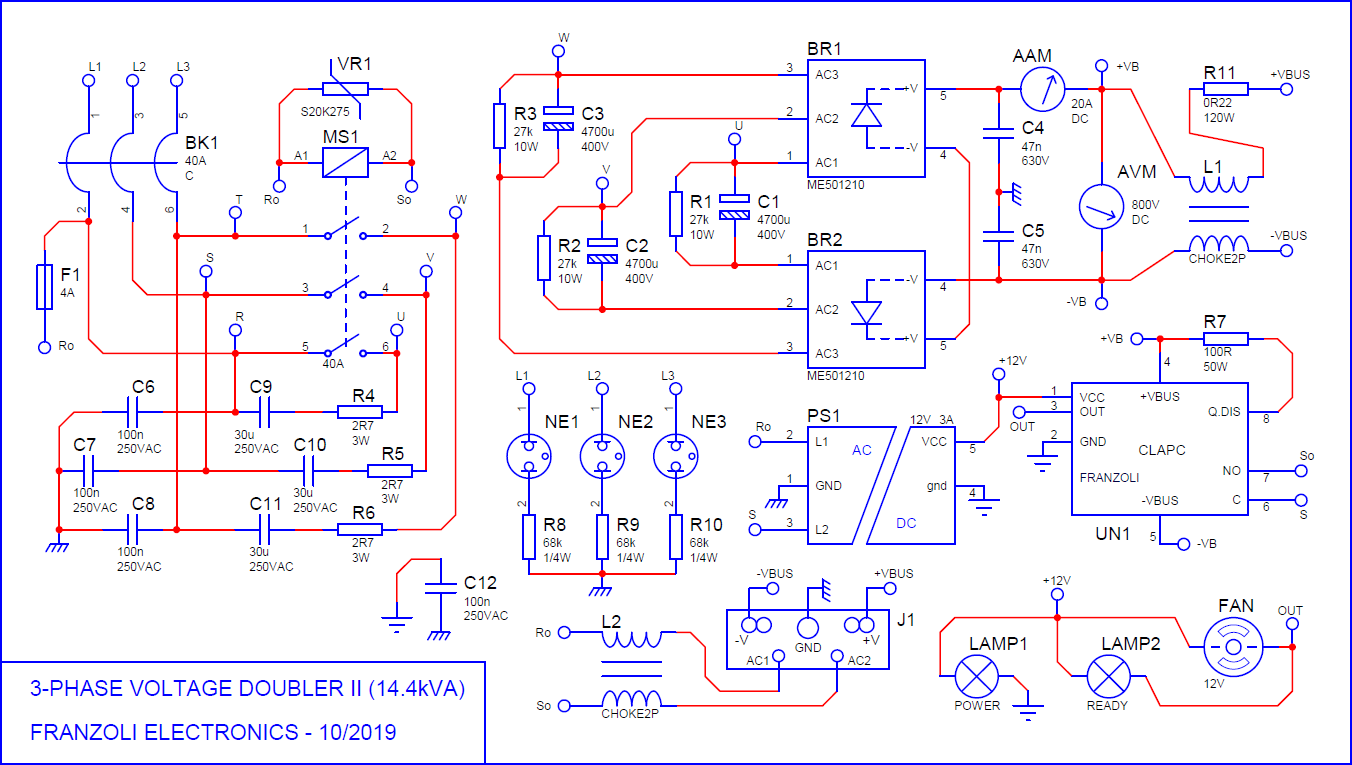 L1
L2
L3
1
3
5
BK1
40A
C
2
4
6
F1
4A
Ro
VR1
S20K275
MS1
A1
A2
Ro
So
T
W
1
2
S
V
3
4
R
U
5
6
40A
C6
100n
250VAC
C9
30u
250VAC
R4
2R7
3W
C7
100n
250VAC
C10
30u
250VAC
R5
2R7
3W
C8
100n
250VAC
C11
30u
250VAC
R6
2R7
3W
C12
100n
250VAC
W
R3
27k
10W
C3
4700u
400V
V
R2
27k
10W
C2
4700u
400V
U
R1
27k
10W
C1
4700u
400V
BR1
3
AC3
2
AC2
1
AC1
+V
5
-V
4
ME501210
BR2
1
AC1
2
AC2
3
AC3
-V
4
+V
5
ME501210
C4
47n
630V
C5
47n
630V
AAM
20A
DC
+VB
AVM
800V
DC
-VB
R11
0R22
120W
+VBUS
L1
CHOKE2P
-VBUS
L1
L2
L3
1
1
1
NE1
NE2
NE3
2
2
2
R8
68k
1/4W
R9
68k
1/4W
R10
68k
1/4W
PS1
12V 3A
Ro
2
L1
1
GND
S
3
L2
AC
DC
VCC
5
gnd
4
+12V
OUT
+VB
R7
100R
50W
4
1
VCC
3
OUT
2
GND
+VBUS
Q.DIS
8
CLAPC
FRANZOLI
NO
7
So
C
6
S
-VBUS
5
-VB
UN1
L2
Ro
So
CHOKE2P
-VBUS
+VBUS
J1
-V
GND
+V
AC1
AC2
+12V
LAMP1
POWER
LAMP2
READY
FAN
12V
OUT
3-PHASE VOLTAGE DOUBLER II (14.4kVA)
FRANZOLI ELECTRONICS - 10/2019